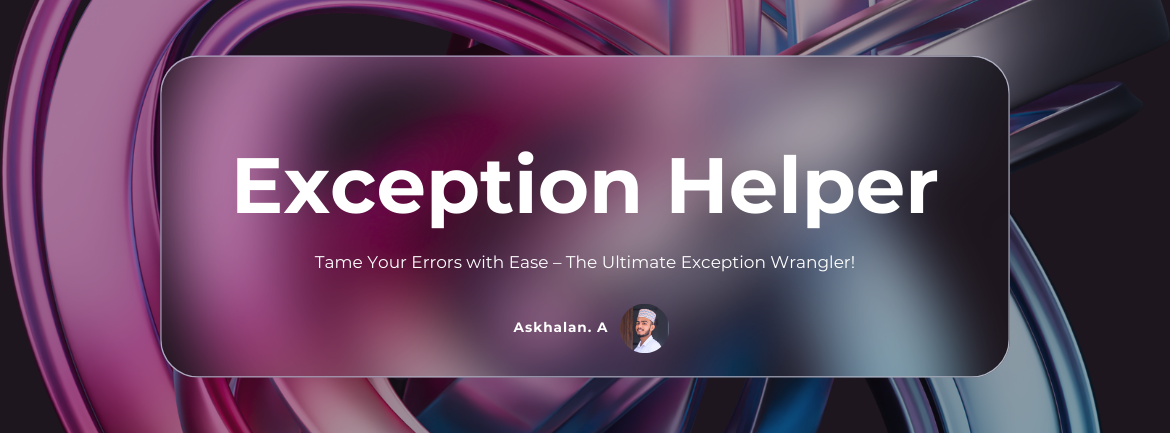 Exception Helper
Tame Your Errors with Ease – The Ultimate Exception Wrangler!
Askhalan. A